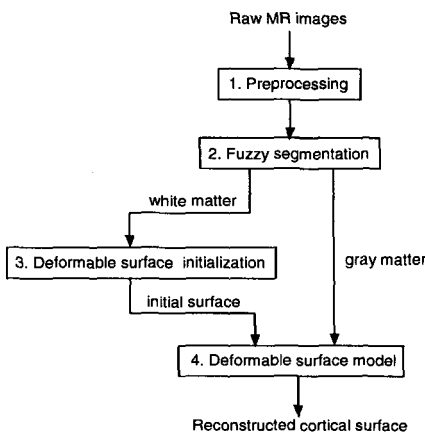 Raw MR images
1. Preprocessing
2. Fuzzy segmentation
white matter
3. Deformable surface initialization
gray matter
initial surface
4. Deformable surface model
Reconstructed cortical surface